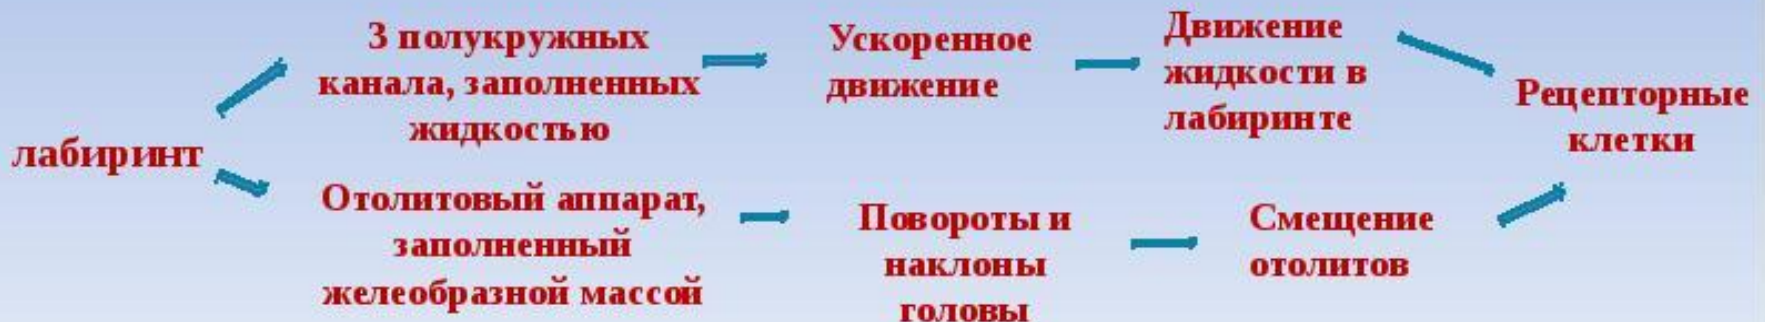 лабиринт
3 полукружных
канала, заполненных
жидкостью
Ускоренное
движение
Движение
жидкости в
лабиринте
Рецепторные
клетки
Отолитовый аппарат,
заполненный
желеобразной массой
Повороты и
наклоны
головы
Смещение
отолитов